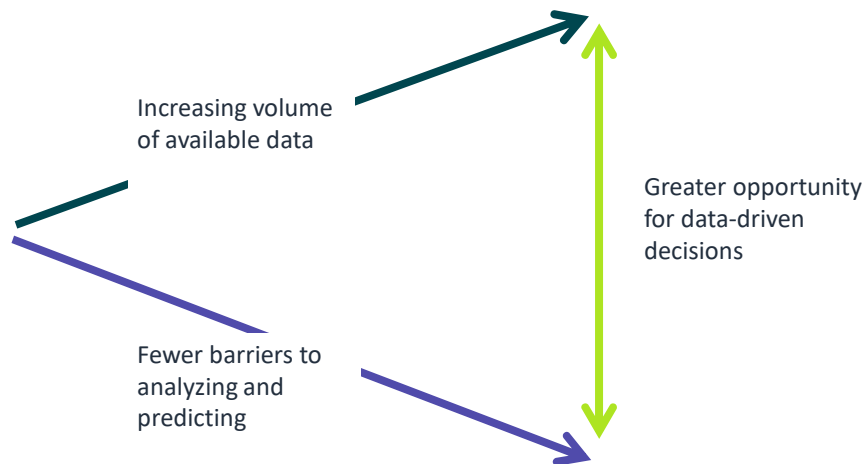 Increasing volume
of available data
Greater opportunity
for data-driven
decisions
Fewer barriers to
analyzing and
predicting